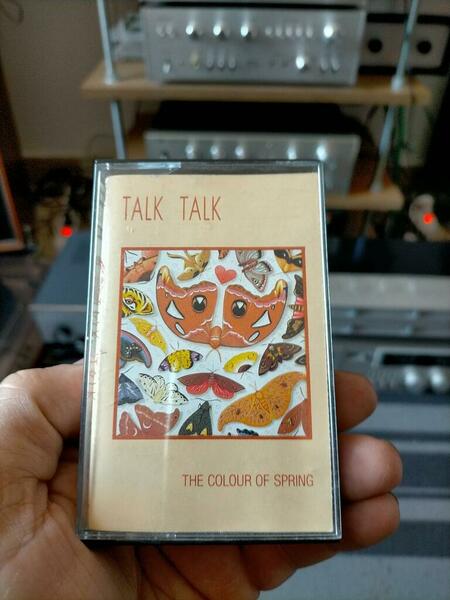 TALK TALK
THE COLOUR OF SPRING